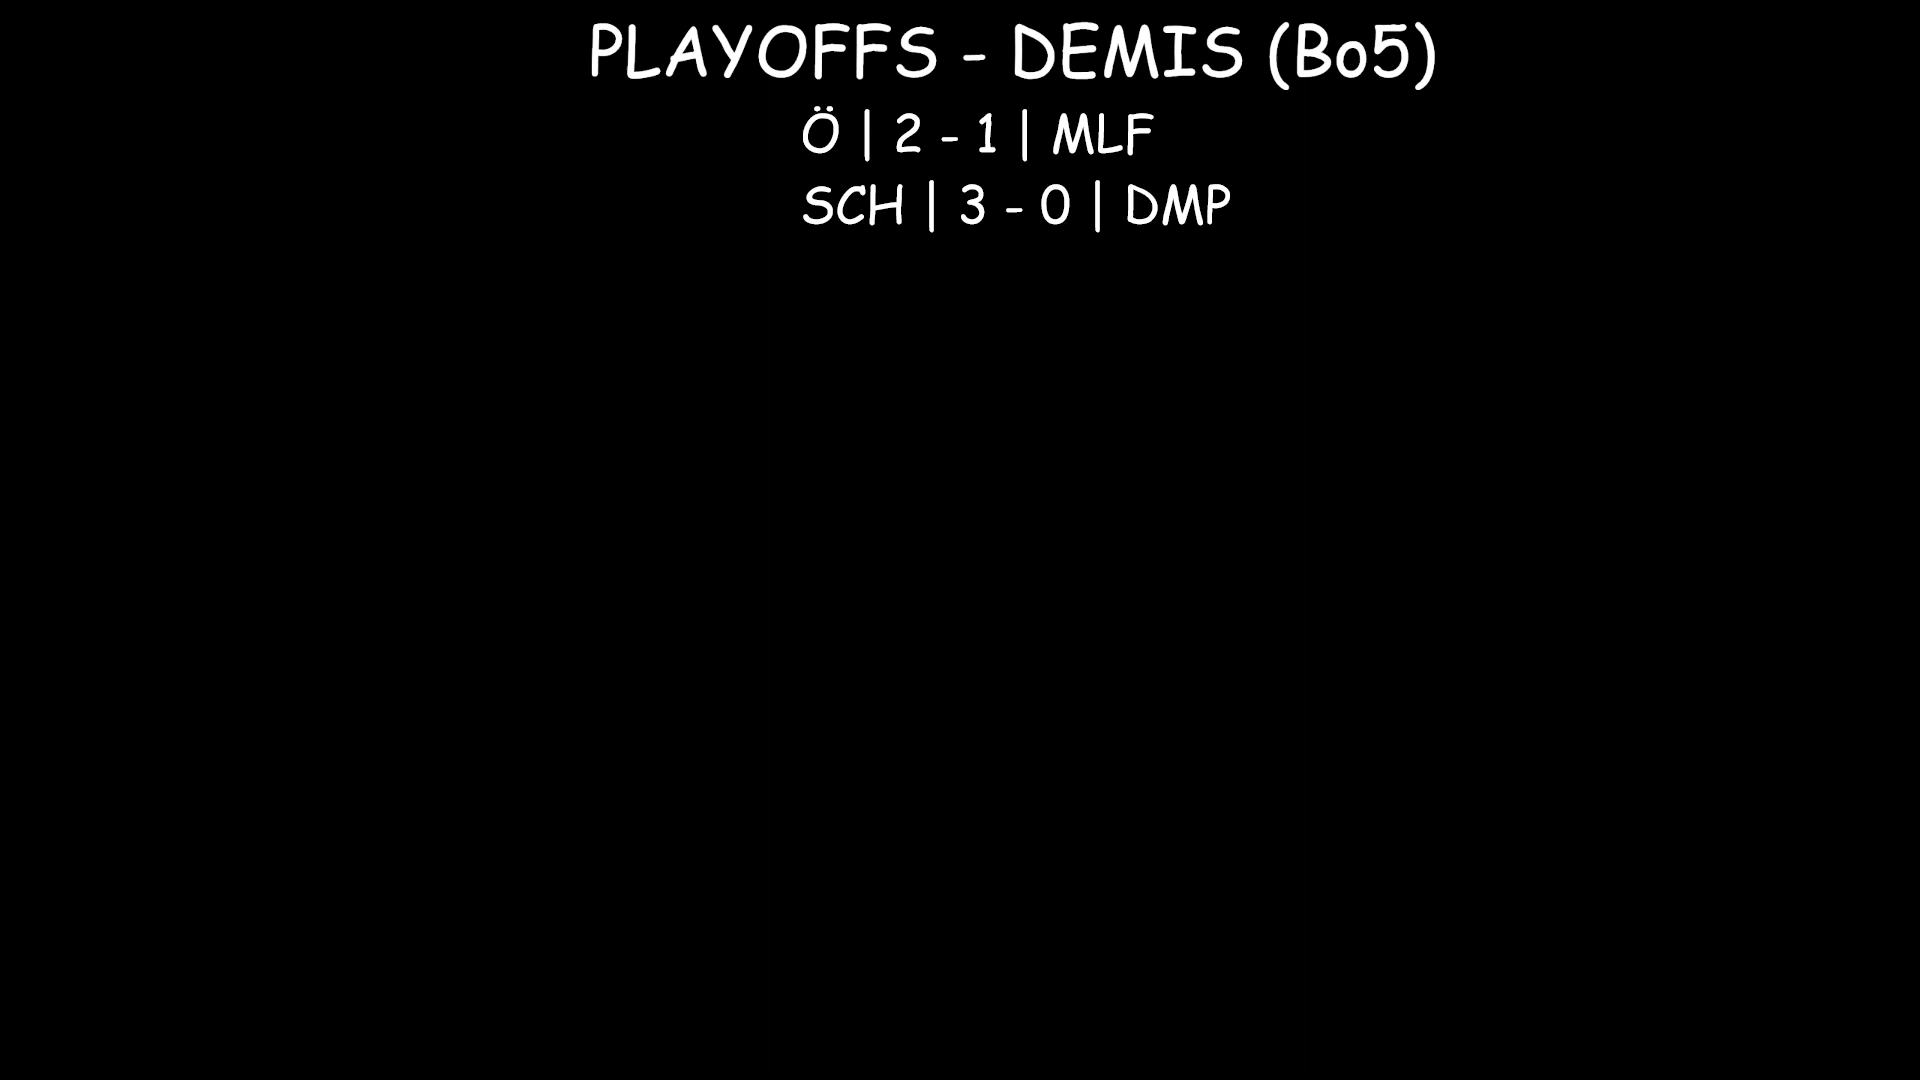 PLAYOFFS - DEMIS (Bo5)
Ö | 2 - 1 | MLF
SCH | 3 - 0 | DMP